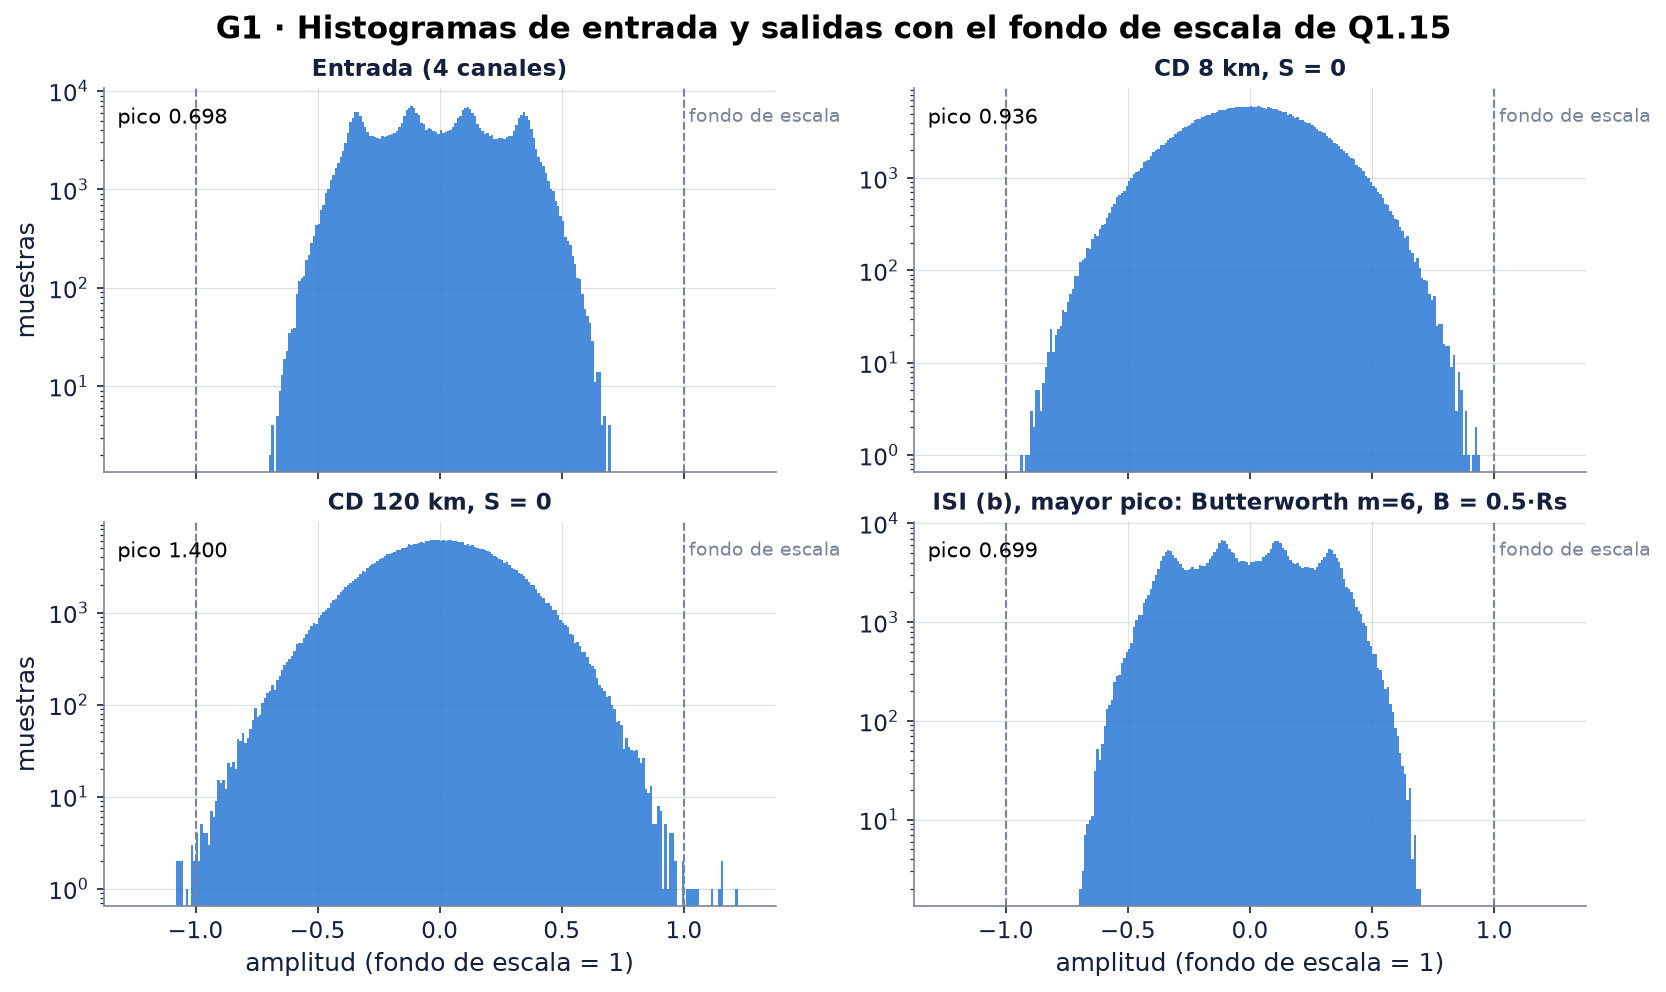 G1 · Histogramas de entrada y salidas con el fondo de escala de Q1.15
Entrada (4 canales)
pico 0.698
fondo de escala
10⁴
10³
10²
10¹
muestras
CD 8 km, S = 0
pico 0.936
fondo de escala
10³
10²
10¹
10⁰
CD 120 km, S = 0
pico 1.400
fondo de escala
10³
10²
10¹
10⁰
muestras
−1.0 −0.5 0.0 0.5 1.0
amplitud (fondo de escala = 1)
ISI (b), mayor pico: Butterworth m=6, B = 0.5·Rs
pico 0.699
fondo de escala
10⁴
10³
10²
10¹
−1.0 −0.5 0.0 0.5 1.0
amplitud (fondo de escala = 1)